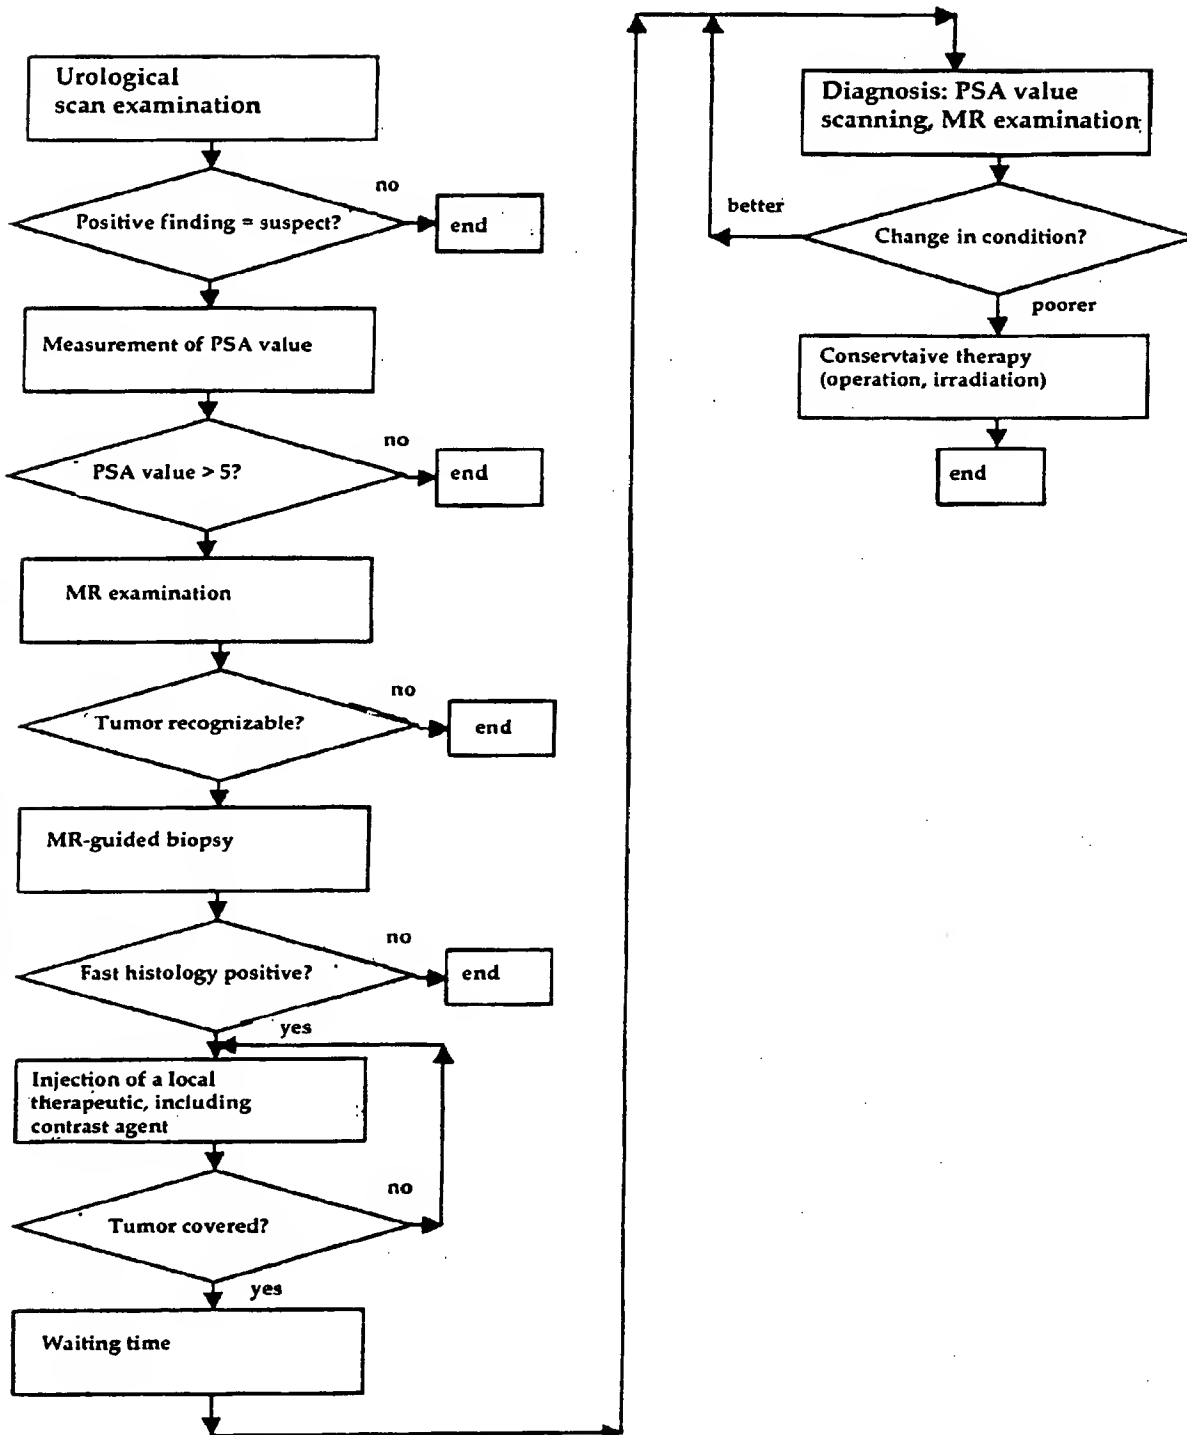 Urological
scan examination
no
Positive finding = suspect?
end
Measurement of PSA value
no
PSA value > 5?
end
MR examination
no
Tumor recognizable?
end
MR-guided biopsy
no
Fast histology positive?
end
yes
Injection of a local
therapeutic, including
contrast agent
no
Tumor covered?
yes
Waiting time
Diagnosis: PSA value
scanning, MR examination
better
Change in condition?
poorer
Conservtaive therapy
(operation, irradiation)
end